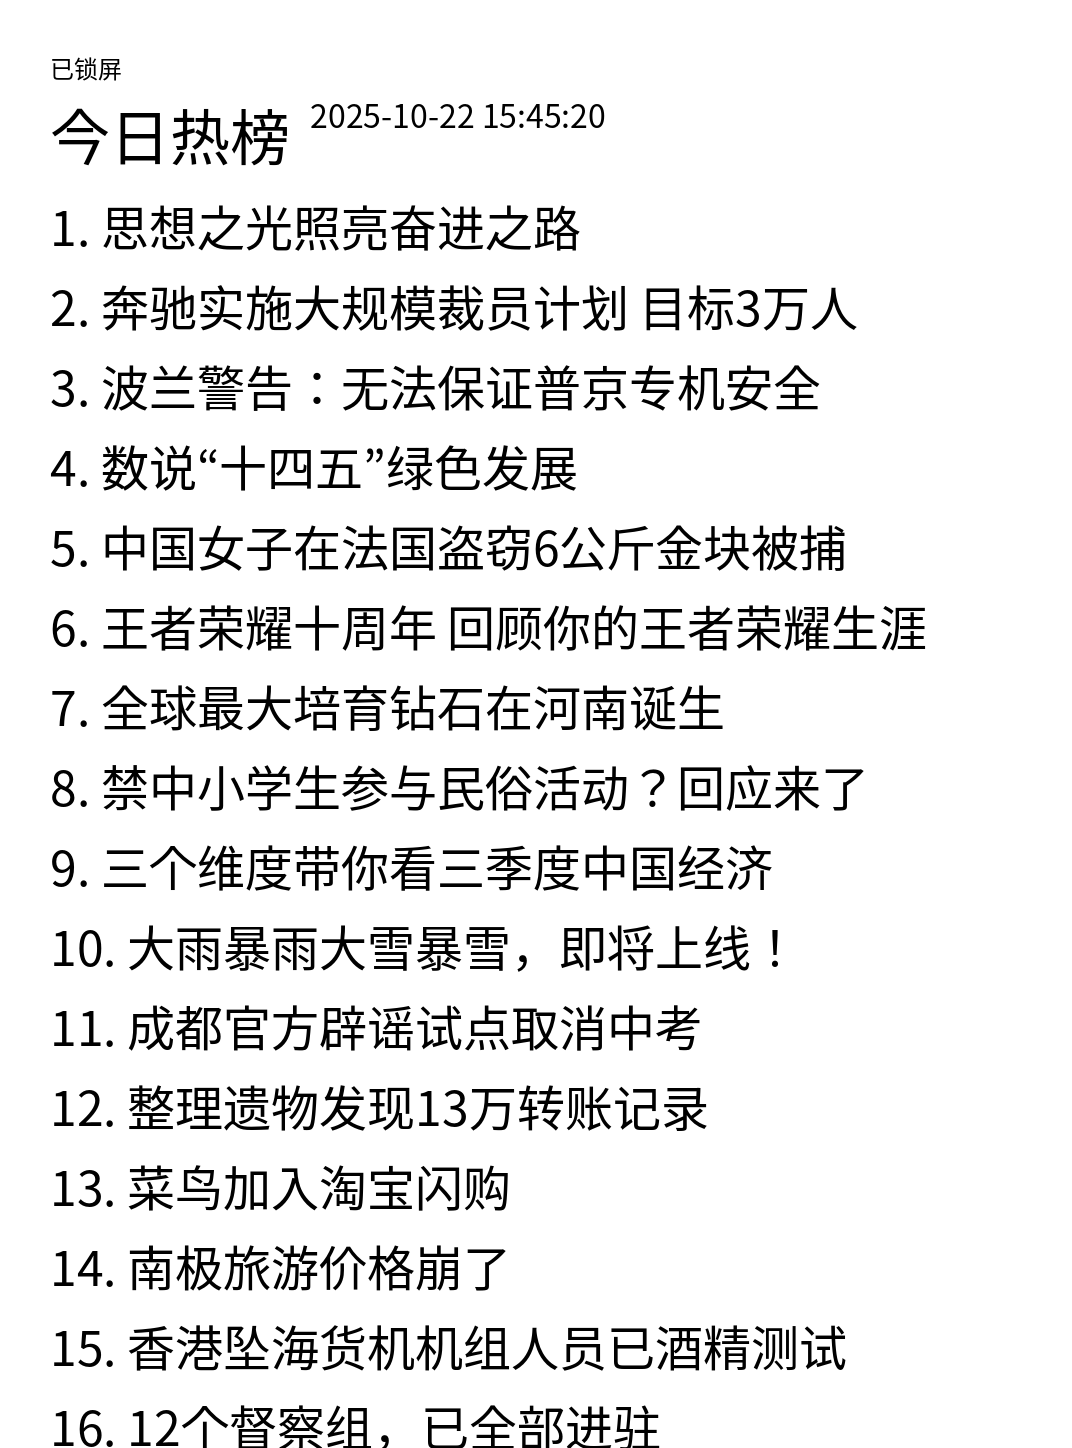 已锁屏
今日热榜 2025-10-22 15:45:20
1. 思想之光照亮奋进之路
2. 奔驰实施大规模裁员计划 目标3万人
3. 波兰警告：无法保证普京专机安全
4. 数说“十四五”绿色发展
5. 中国女子在法国盗窃6公斤金块被捕
6. 王者荣耀十周年 回顾你的王者荣耀生涯
7. 全球最大培育钻石在河南诞生
8. 禁中小学生参与民俗活动？回应来了
9. 三个维度带你看三季度中国经济
10. 大雨暴雨大雪暴雪，即将上线！
11. 成都官方辟谣试点取消中考
12. 整理遗物发现13万转账记录
13. 菜鸟加入淘宝闪购
14. 南极旅游价格崩了
15. 香港坠海货机机组人员已酒精测试
16. 12个督察组，已全部进驻